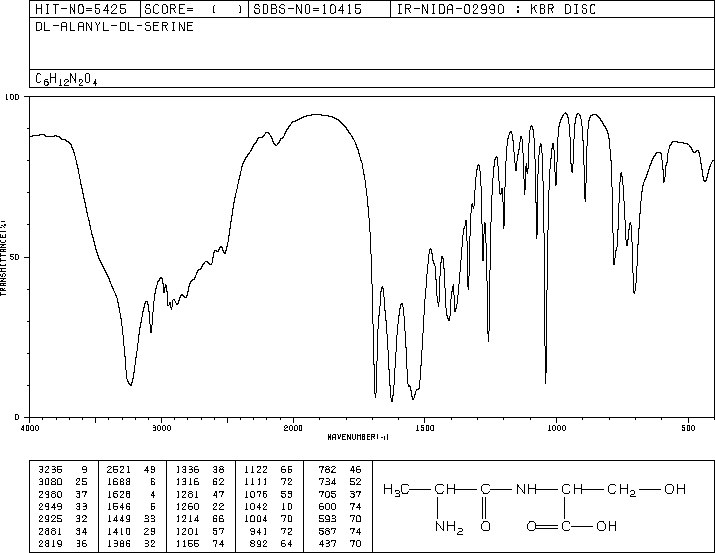 HIT-NO=5425 SCORE= ( ) SDBS-NO=10415 IR-NIDA-02990 : KBR DISC
DL-ALANYL-DL-SERINE
C6H12N2O4
100
TRANSMITTANCE(%)
50
0
4000 3000 2000 1500 1000 500
WAVENUMBER(-1)
3235 9 2521 49 1336 38 1122 66 782 46
3080 25 1688 6 1316 62 1111 72 734 52
2980 37 1628 4 1281 47 1076 59 705 37
2949 33 1546 5 1260 22 1042 10 600 74
2925 32 1449 33 1214 66 1004 70 593 70
2881 34 1410 29 1201 57 941 72 587 74
2819 36 1386 32 1155 74 892 64 437 70
H3C CH C NH CH CH2 OH
NH2 O O C OH